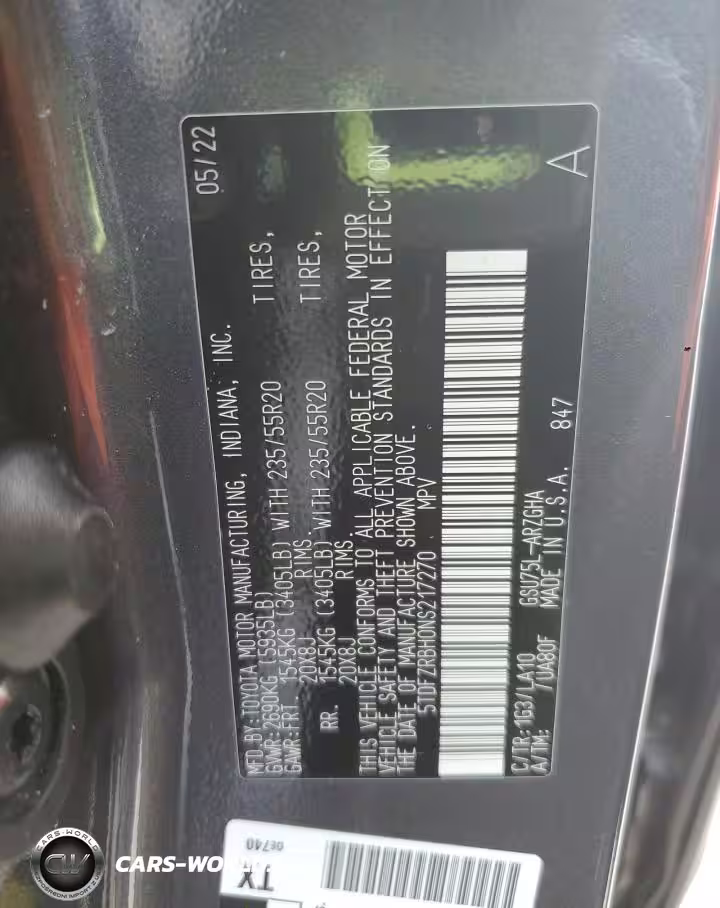 MFD.BY:TOYOTA MOTOR MANUFACTURING, INDIANA, INC. 05/22
GVWR:2690KG (5935LB)
GAWR:FRT 1545KG (3405LB) WITH 235/55R20 TIRES,
20X8J RIMS.
RR. 1545KG (3405LB) WITH 235/55R20 TIRES,
20X8J RIMS.
THIS VEHICLE CONFORMS TO ALL APPLICABLE FEDERAL MOTOR
VEHICLE SAFETY AND THEFT PREVENTION STANDARDS IN EFFECT ON
THE DATE OF MANUFACTURE SHOWN ABOVE.
5TDFZRBH0NS217270 MPV
C/TR:1G3/LA10 GSU75L-ARZGHA
A/TM: /UA80F MADE IN U.S.A. 847 A
TX
CARS-WORLD
CW